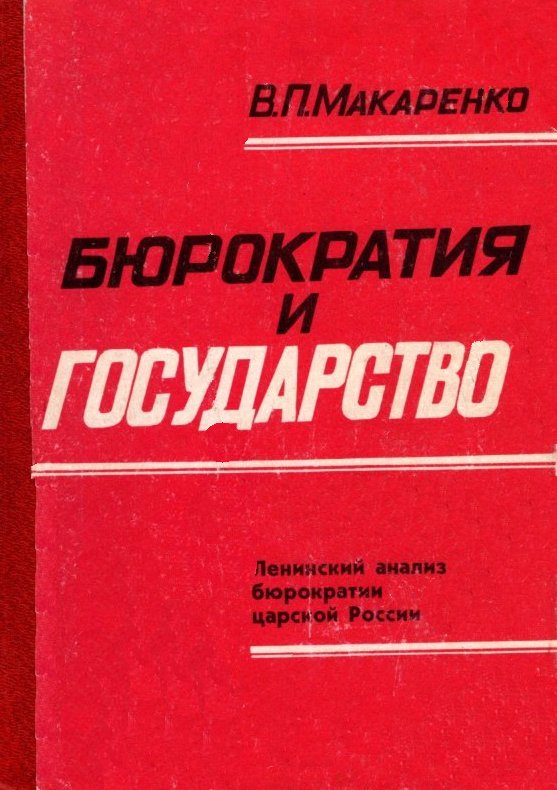 В.П.МАКАРЕНКО
БЮРОКРАТИЯ
И
ГОСУДАРСТВО
Ленинский анализ
бюрократии
царской России